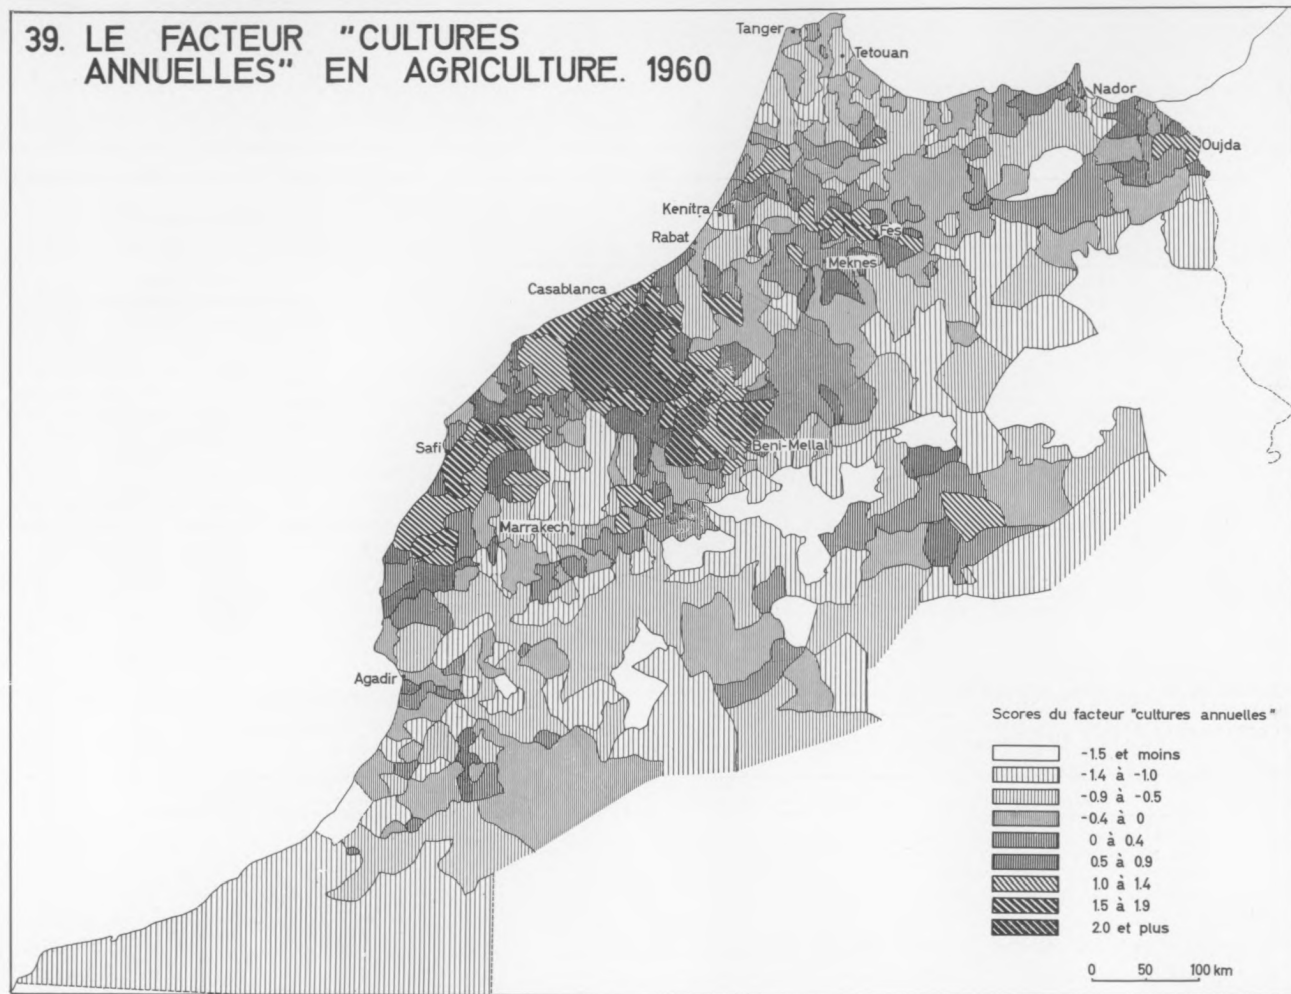 39. LE FACTEUR "CULTURES
ANNUELLES" EN AGRICULTURE. 1960
Tanger
Tetouan
Nador
Oujda
Kenitra
Rabat
Fès
Meknès
Casablanca
Safi
Beni-Mellal
Marrakech
Agadir
Scores du facteur "cultures annuelles"
-1.5 et moins
-1.4 à -1.0
-0.9 à -0.5
-0.4 à 0
0 à 0.4
0.5 à 0.9
1.0 à 1.4
1.5 à 1.9
2.0 et plus
0 50 100 km